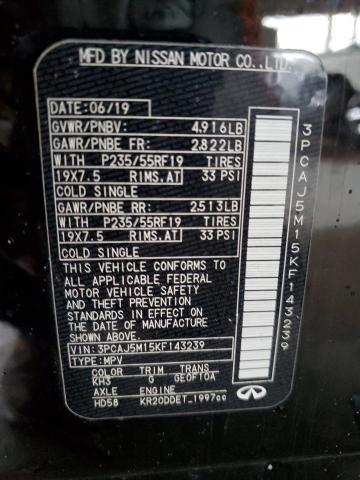 MFD BY NISSAN MOTOR CO.,LTD.
DATE:06/19
GVWR/PNBV: 4.916LB
GAWR/PNBE FR: 2.822LB
WITH P235/55RF19 TIRES
19X7.5 RIMS.AT 33 PSI
COLD SINGLE
GAWR/PNBE RR: 2.513LB
WITH P235/55RF19 TIRES
19X7.5 RIMS.AT 33 PSI
COLD SINGLE
THIS VEHICLE CONFORMS TO
ALL APPLICABLE FEDERAL
MOTOR VEHICLE SAFETY
AND THEFT PREVENTION
STANDARDS IN EFFECT ON
THE DATE OF MANUFACTURE
SHOWN ABOVE.
VIN: 3PCAJ5M15KF143239
TYPE: MPV
COLOR TRIM TRANS
KH3 G GE0F10A
AXLE ENGINE
HD58 KR20DDET_1997cc
3PCAJ5M15KF143239